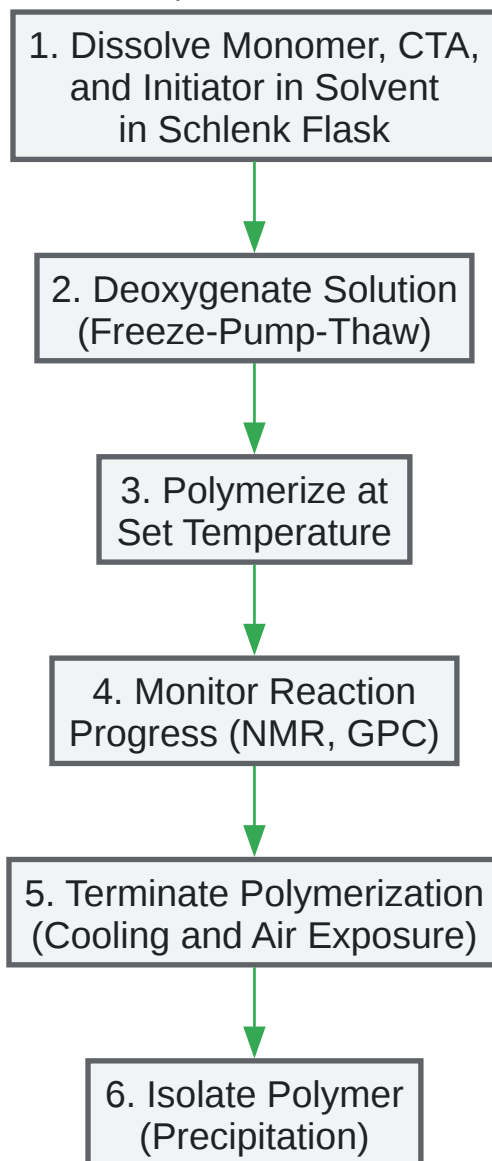 1. Dissolve Monomer, CTA,
and Initiator in Solvent
in Schlenk Flask
2. Deoxygenate Solution
(Freeze-Pump-Thaw)
3. Polymerize at
Set Temperature
4. Monitor Reaction
Progress (NMR, GPC)
5. Terminate Polymerization
(Cooling and Air Exposure)
6. Isolate Polymer
(Precipitation)